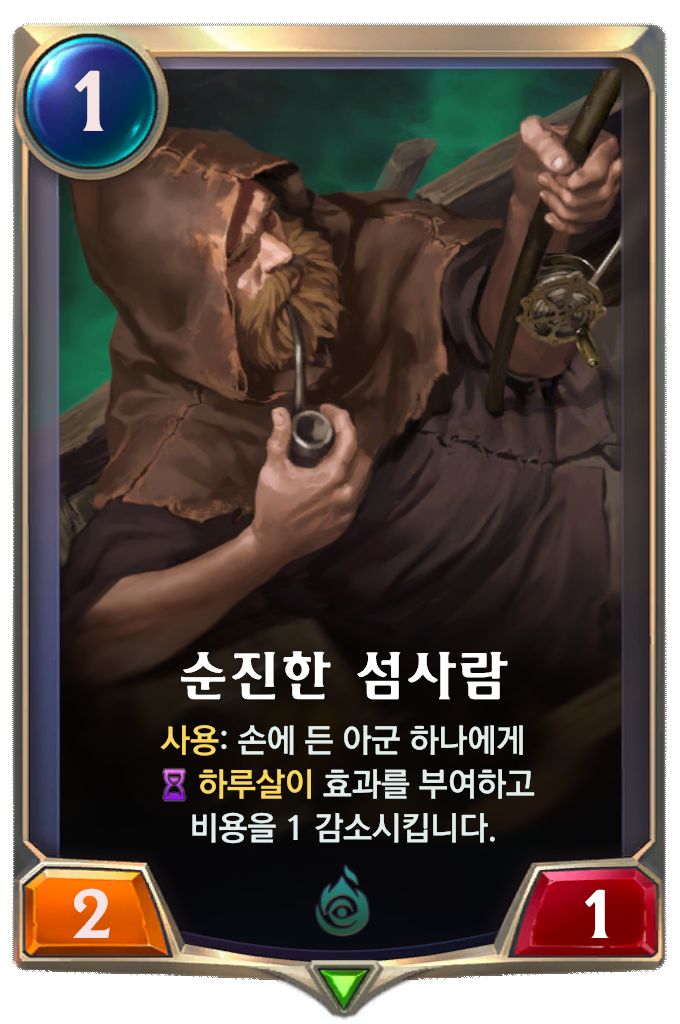 1
순진한 섬사람
사용: 손에 든 아군 하나에게
하루살이 효과를 부여하고
비용을 1 감소시킵니다.
2
1